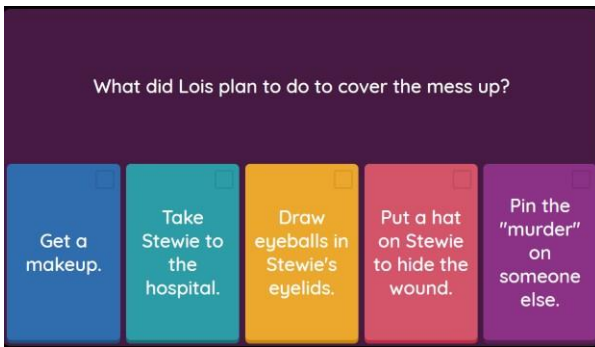 What did Lois plan to do to cover the mess up?
Get a
makeup.
Take
Stewie to
the
hospital.
Draw
eyeballs in
Stewie's
eyelids.
Put a hat
on Stewie
to hide the
wound.
Pin the
"murder"
on
someone
else.